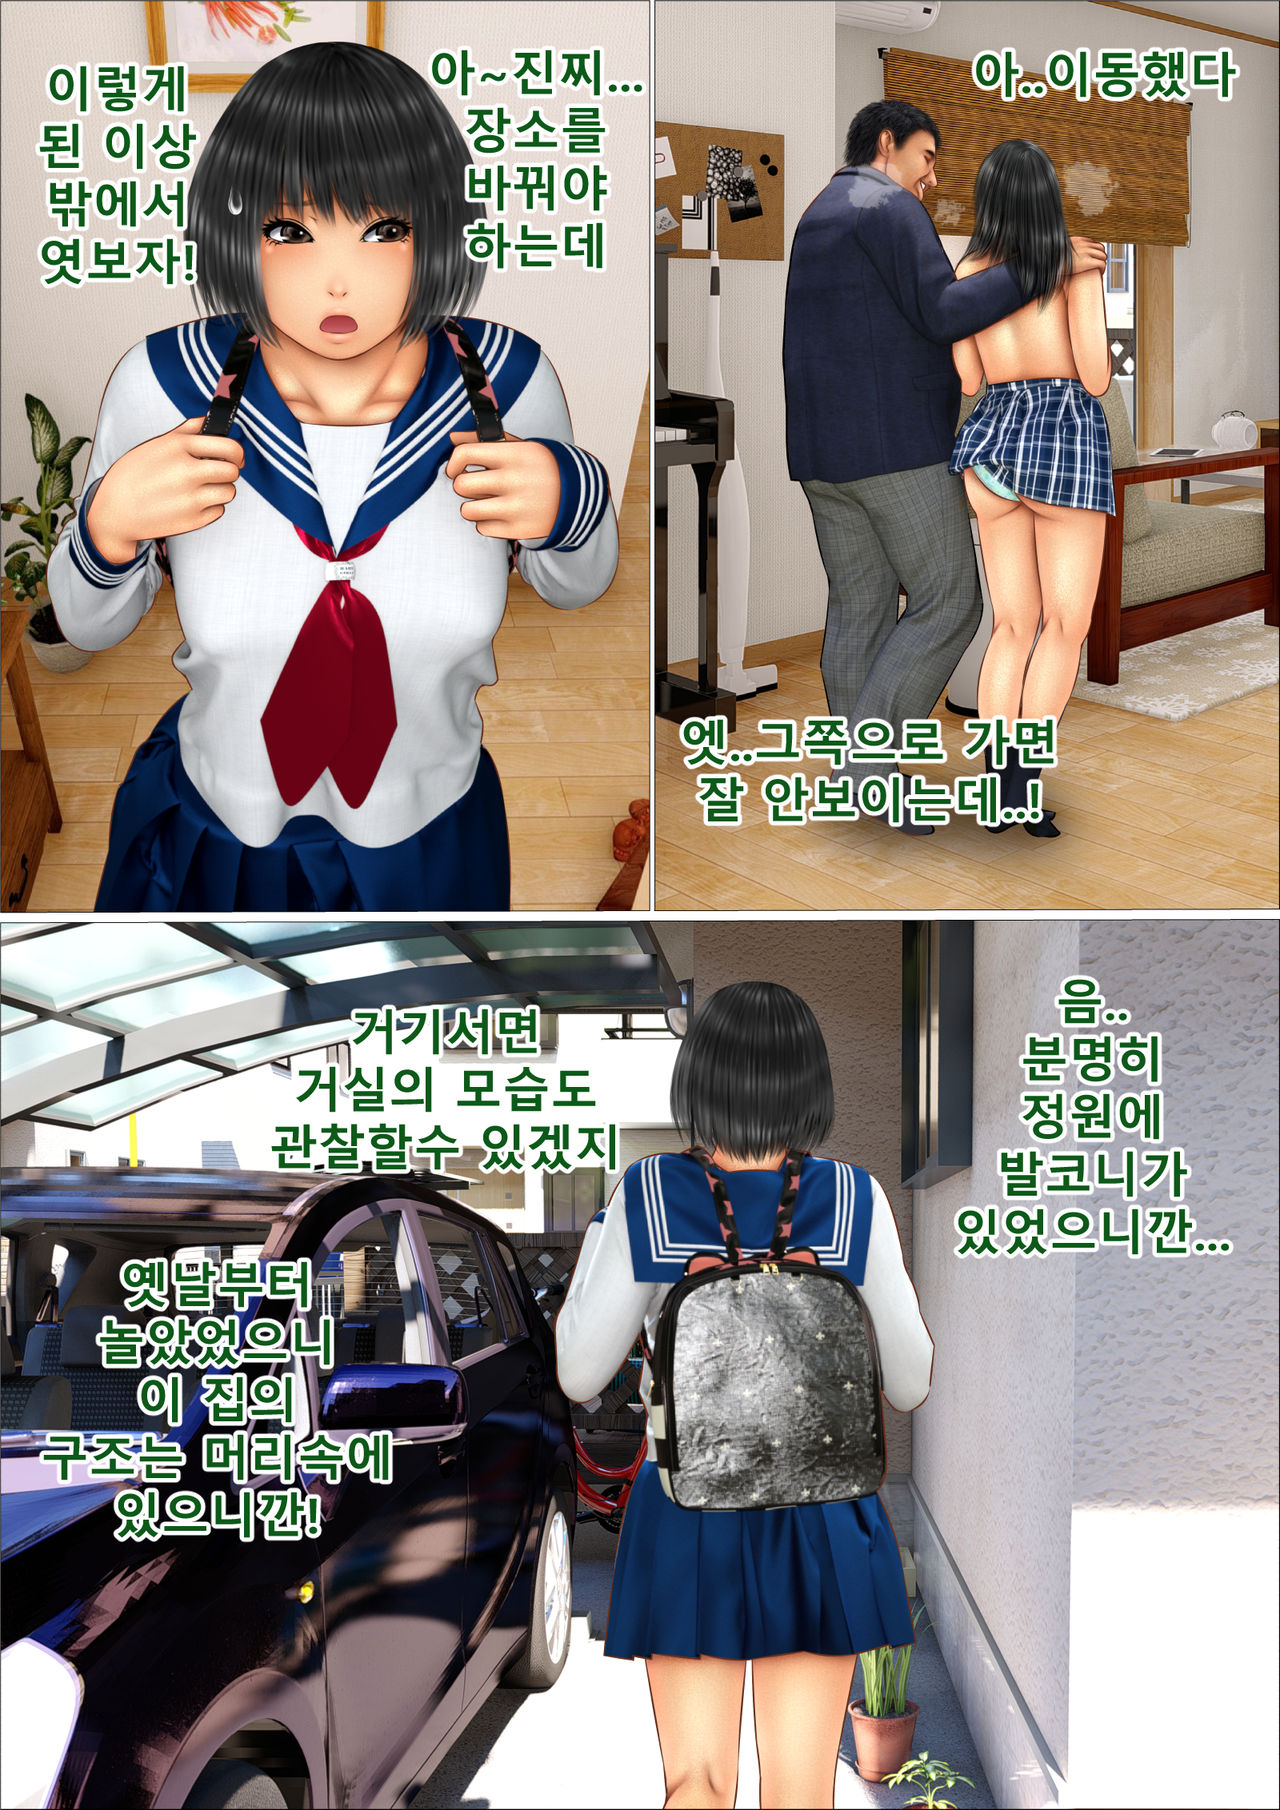 아..이동했다
엣..그쪽으로 가면
잘 안보이는데..!
아~진찌...
장소를
바꿔야
하는데
이렇게
된 이상
밖에서
엿보자!
음..
분명히
정원에
발코니가
있었으니깐...
거기서면
거실의 모습도
관찰할수 있겠지
옛날부터
놀았었으니
이 집의
구조는 머리속에
있으니깐!